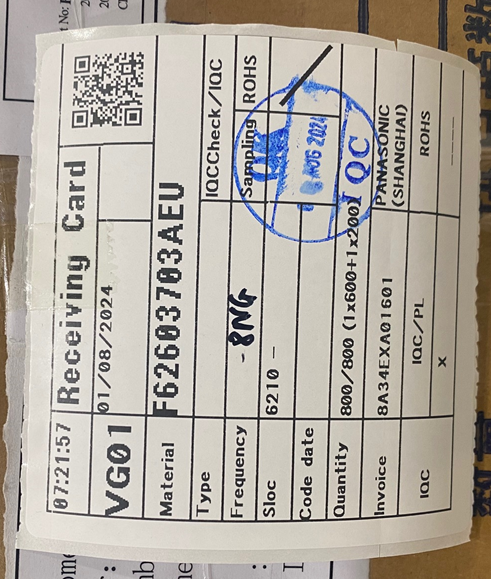 07:21:57 Receiving Card
VG01 01/08/2024
Material F62603703AEU
Type IQCCheck/IQC
Frequency - 8NG Sampling ROHS
Sloc 6210 -
Code date
Quantity 800/800 (1x600+1x200)
Invoice 8A34EXA01601 PANASONIC
(SHANGHAI)
IQC IQC/PL ROHS
X
OK
AUG 2024
IQC